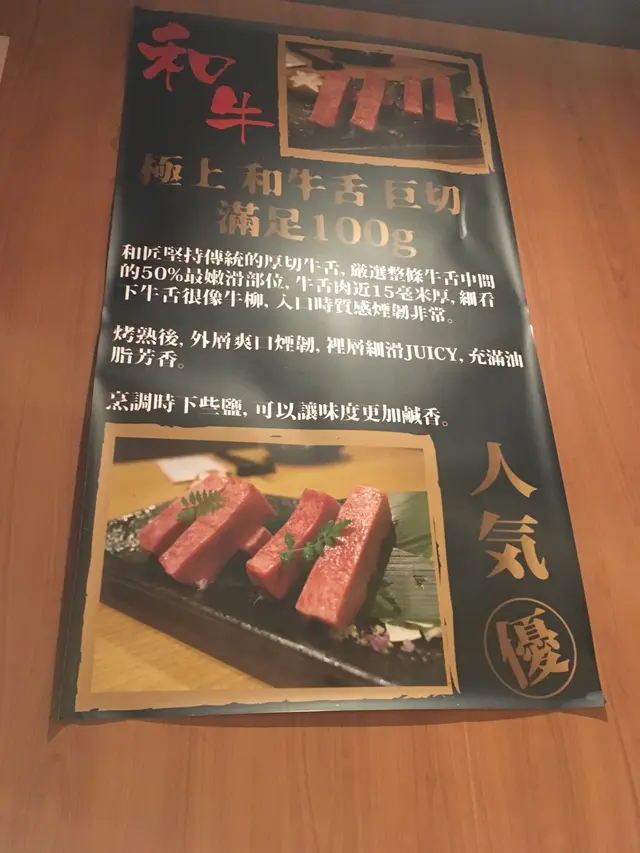 和牛
極上 和牛舌 巨切
滿足100g
和匠堅持傳統的厚切牛舌, 嚴選整條牛舌中間
的50%最嫩滑部位, 牛舌肉近15毫米厚, 細看
下牛舌很像牛柳, 入口時質感煙韌非常。
烤熟後, 外層爽口煙韌, 裡層細滑JUICY, 充滿油
脂芳香。
烹調時下些鹽, 可以讓味度更加鹹香。
人気
優